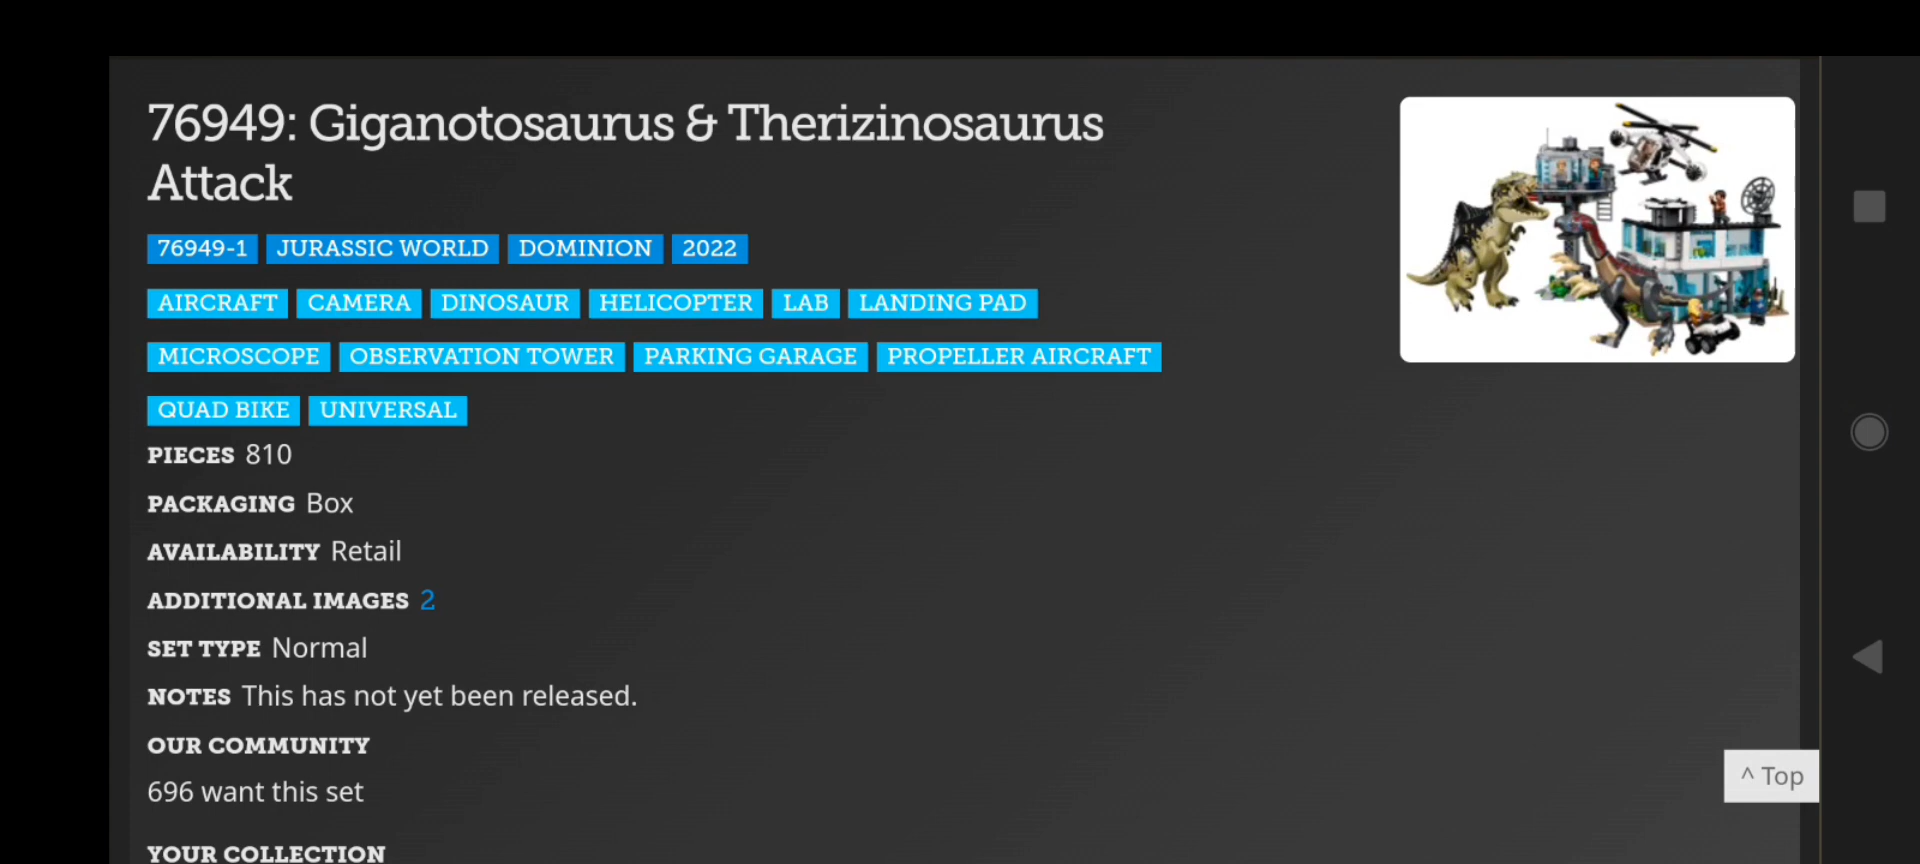 76949: Giganotosaurus & Therizinosaurus
Attack
76949-1 JURASSIC WORLD DOMINION 2022
AIRCRAFT CAMERA DINOSAUR HELICOPTER LAB LANDING PAD
MICROSCOPE OBSERVATION TOWER PARKING GARAGE PROPELLER AIRCRAFT
QUAD BIKE UNIVERSAL
PIECES 810
PACKAGING Box
AVAILABILITY Retail
ADDITIONAL IMAGES 2
SET TYPE Normal
NOTES This has not yet been released.
OUR COMMUNITY
^ Top
696 want this set
YOUR COLLECTION